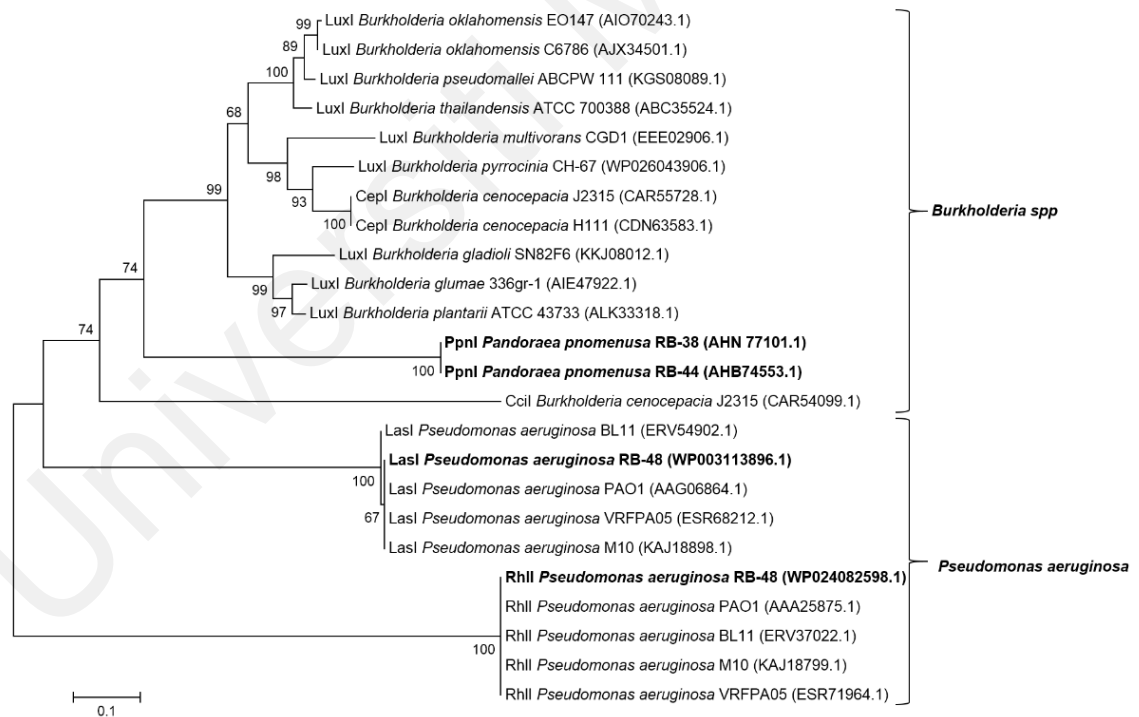 99
LuxI Burkholderia oklahomensis EO147 (AIO70243.1)
89
LuxI Burkholderia oklahomensis C6786 (AJX34501.1)
100
LuxI Burkholderia pseudomallei ABCPW 111 (KGS08089.1)
68
LuxI Burkholderia thailandensis ATCC 700388 (ABC35524.1)
LuxI Burkholderia multivorans CGD1 (EEE02906.1)
98
LuxI Burkholderia pyrrocinia CH-67 (WP026043906.1)
99
93
CepI Burkholderia cenocepacia J2315 (CAR55728.1)
100
CepI Burkholderia cenocepacia H111 (CDN63583.1)
Burkholderia spp
LuxI Burkholderia gladioli SN82F6 (KKJ08012.1)
74
99
LuxI Burkholderia glumae 336gr-1 (AIE47922.1)
97
LuxI Burkholderia plantarii ATCC 43733 (ALK33318.1)
74
PpnI Pandoraea pnomenusa RB-38 (AHN 77101.1)
100
PpnI Pandoraea pnomenusa RB-44 (AHB74553.1)
CciI Burkholderia cenocepacia J2315 (CAR54099.1)
LasI Pseudomonas aeruginosa BL11 (ERV54902.1)
LasI Pseudomonas aeruginosa RB-48 (WP003113896.1)
100
LasI Pseudomonas aeruginosa PAO1 (AAG06864.1)
67
LasI Pseudomonas aeruginosa VRFPA05 (ESR68212.1)
LasI Pseudomonas aeruginosa M10 (KAJ18898.1)
Pseudomonas aeruginosa
RhlI Pseudomonas aeruginosa RB-48 (WP024082598.1)
RhlI Pseudomonas aeruginosa PAO1 (AAA25875.1)
RhlI Pseudomonas aeruginosa BL11 (ERV37022.1)
100
RhlI Pseudomonas aeruginosa M10 (KAJ18799.1)
RhlI Pseudomonas aeruginosa VRFPA05 (ESR71964.1)
0.1
Universiti